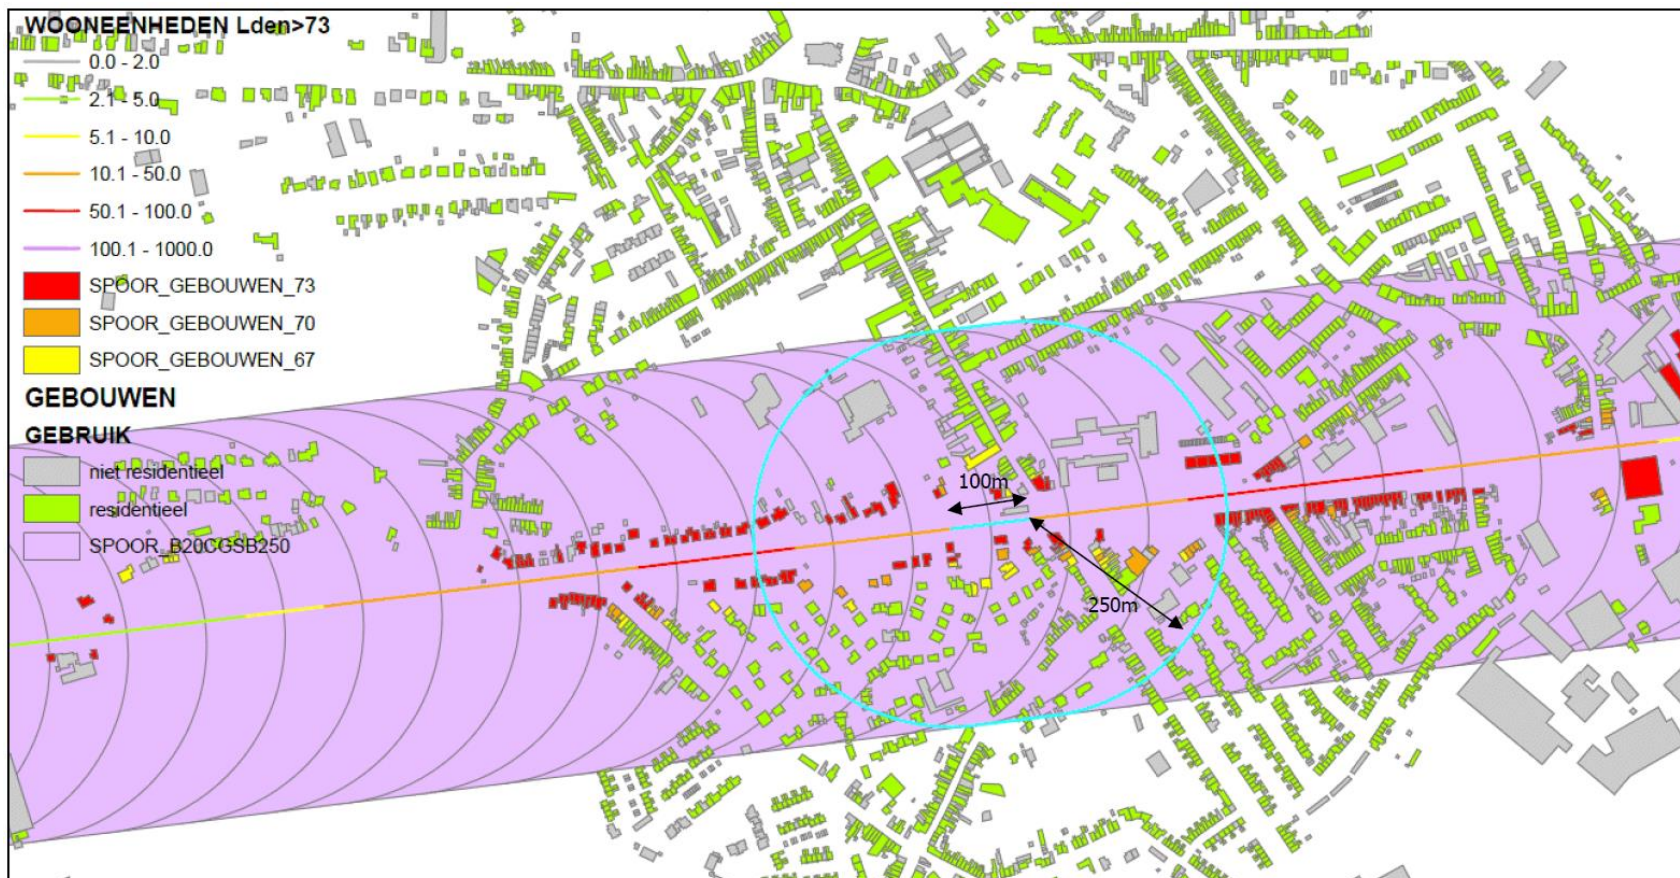 WOONEENHEDEN Lden>73
0.0 - 2.0
2.1 - 5.0
5.1 - 10.0
10.1 - 50.0
50.1 - 100.0
100.1 - 1000.0
SPOOR_GEBOUWEN_73
SPOOR_GEBOUWEN_70
SPOOR_GEBOUWEN_67
GEBOUWEN
GEBRUIK
niet residentieel
residentieel
SPOOR_B20CGSB250
100m
250m